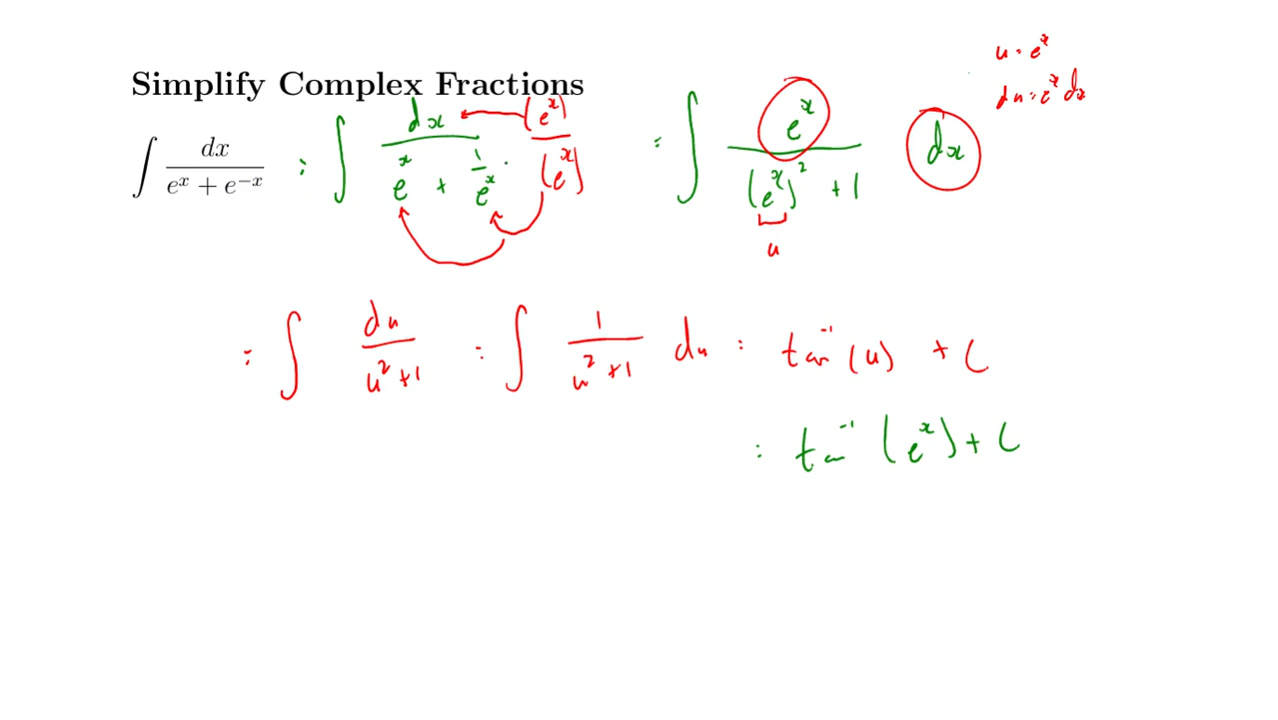 Simplify Complex Fractions
u = e^x
du = e^x dx
∫ dx / (e^x + e^{-x}) = ∫ dx / (e^x + 1/e^x) · (e^x) / (e^x) = ∫ e^x / ((e^x)^2 + 1) dx
u
= ∫ du / (u^2 + 1) = ∫ 1 / (u^2 + 1) du = tan^{-1}(u) + C
= tan^{-1}(e^x) + C